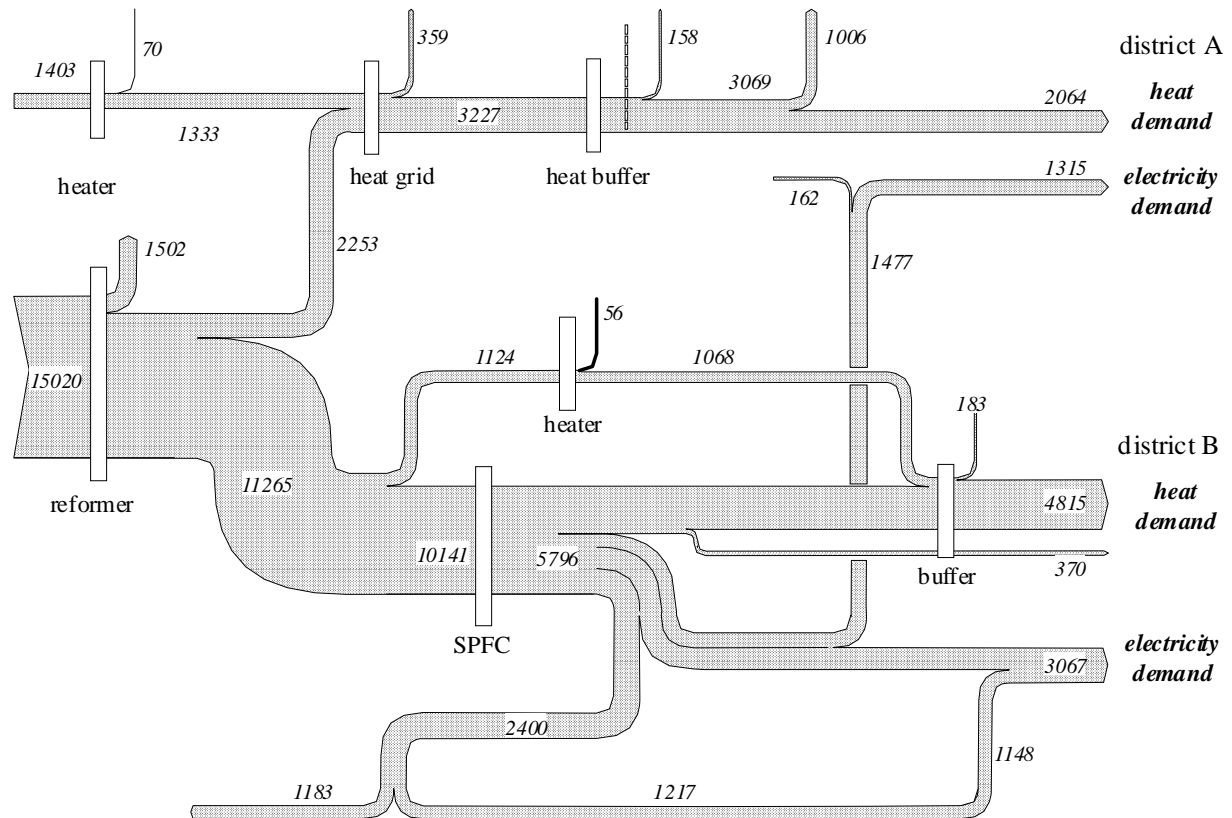 70
359
158
1006
district A
1403
3069
2064
heat
demand
3227
1333
heat grid
heat buffer
heater
1315
electricity
demand
162
1502
2253
1477
56
15020
1124
1068
heater
183
district B
11265
reformer
4815
heat
demand
10141
5796
buffer
370
SPFC
electricity
demand
3067
2400
1148
1183
1217